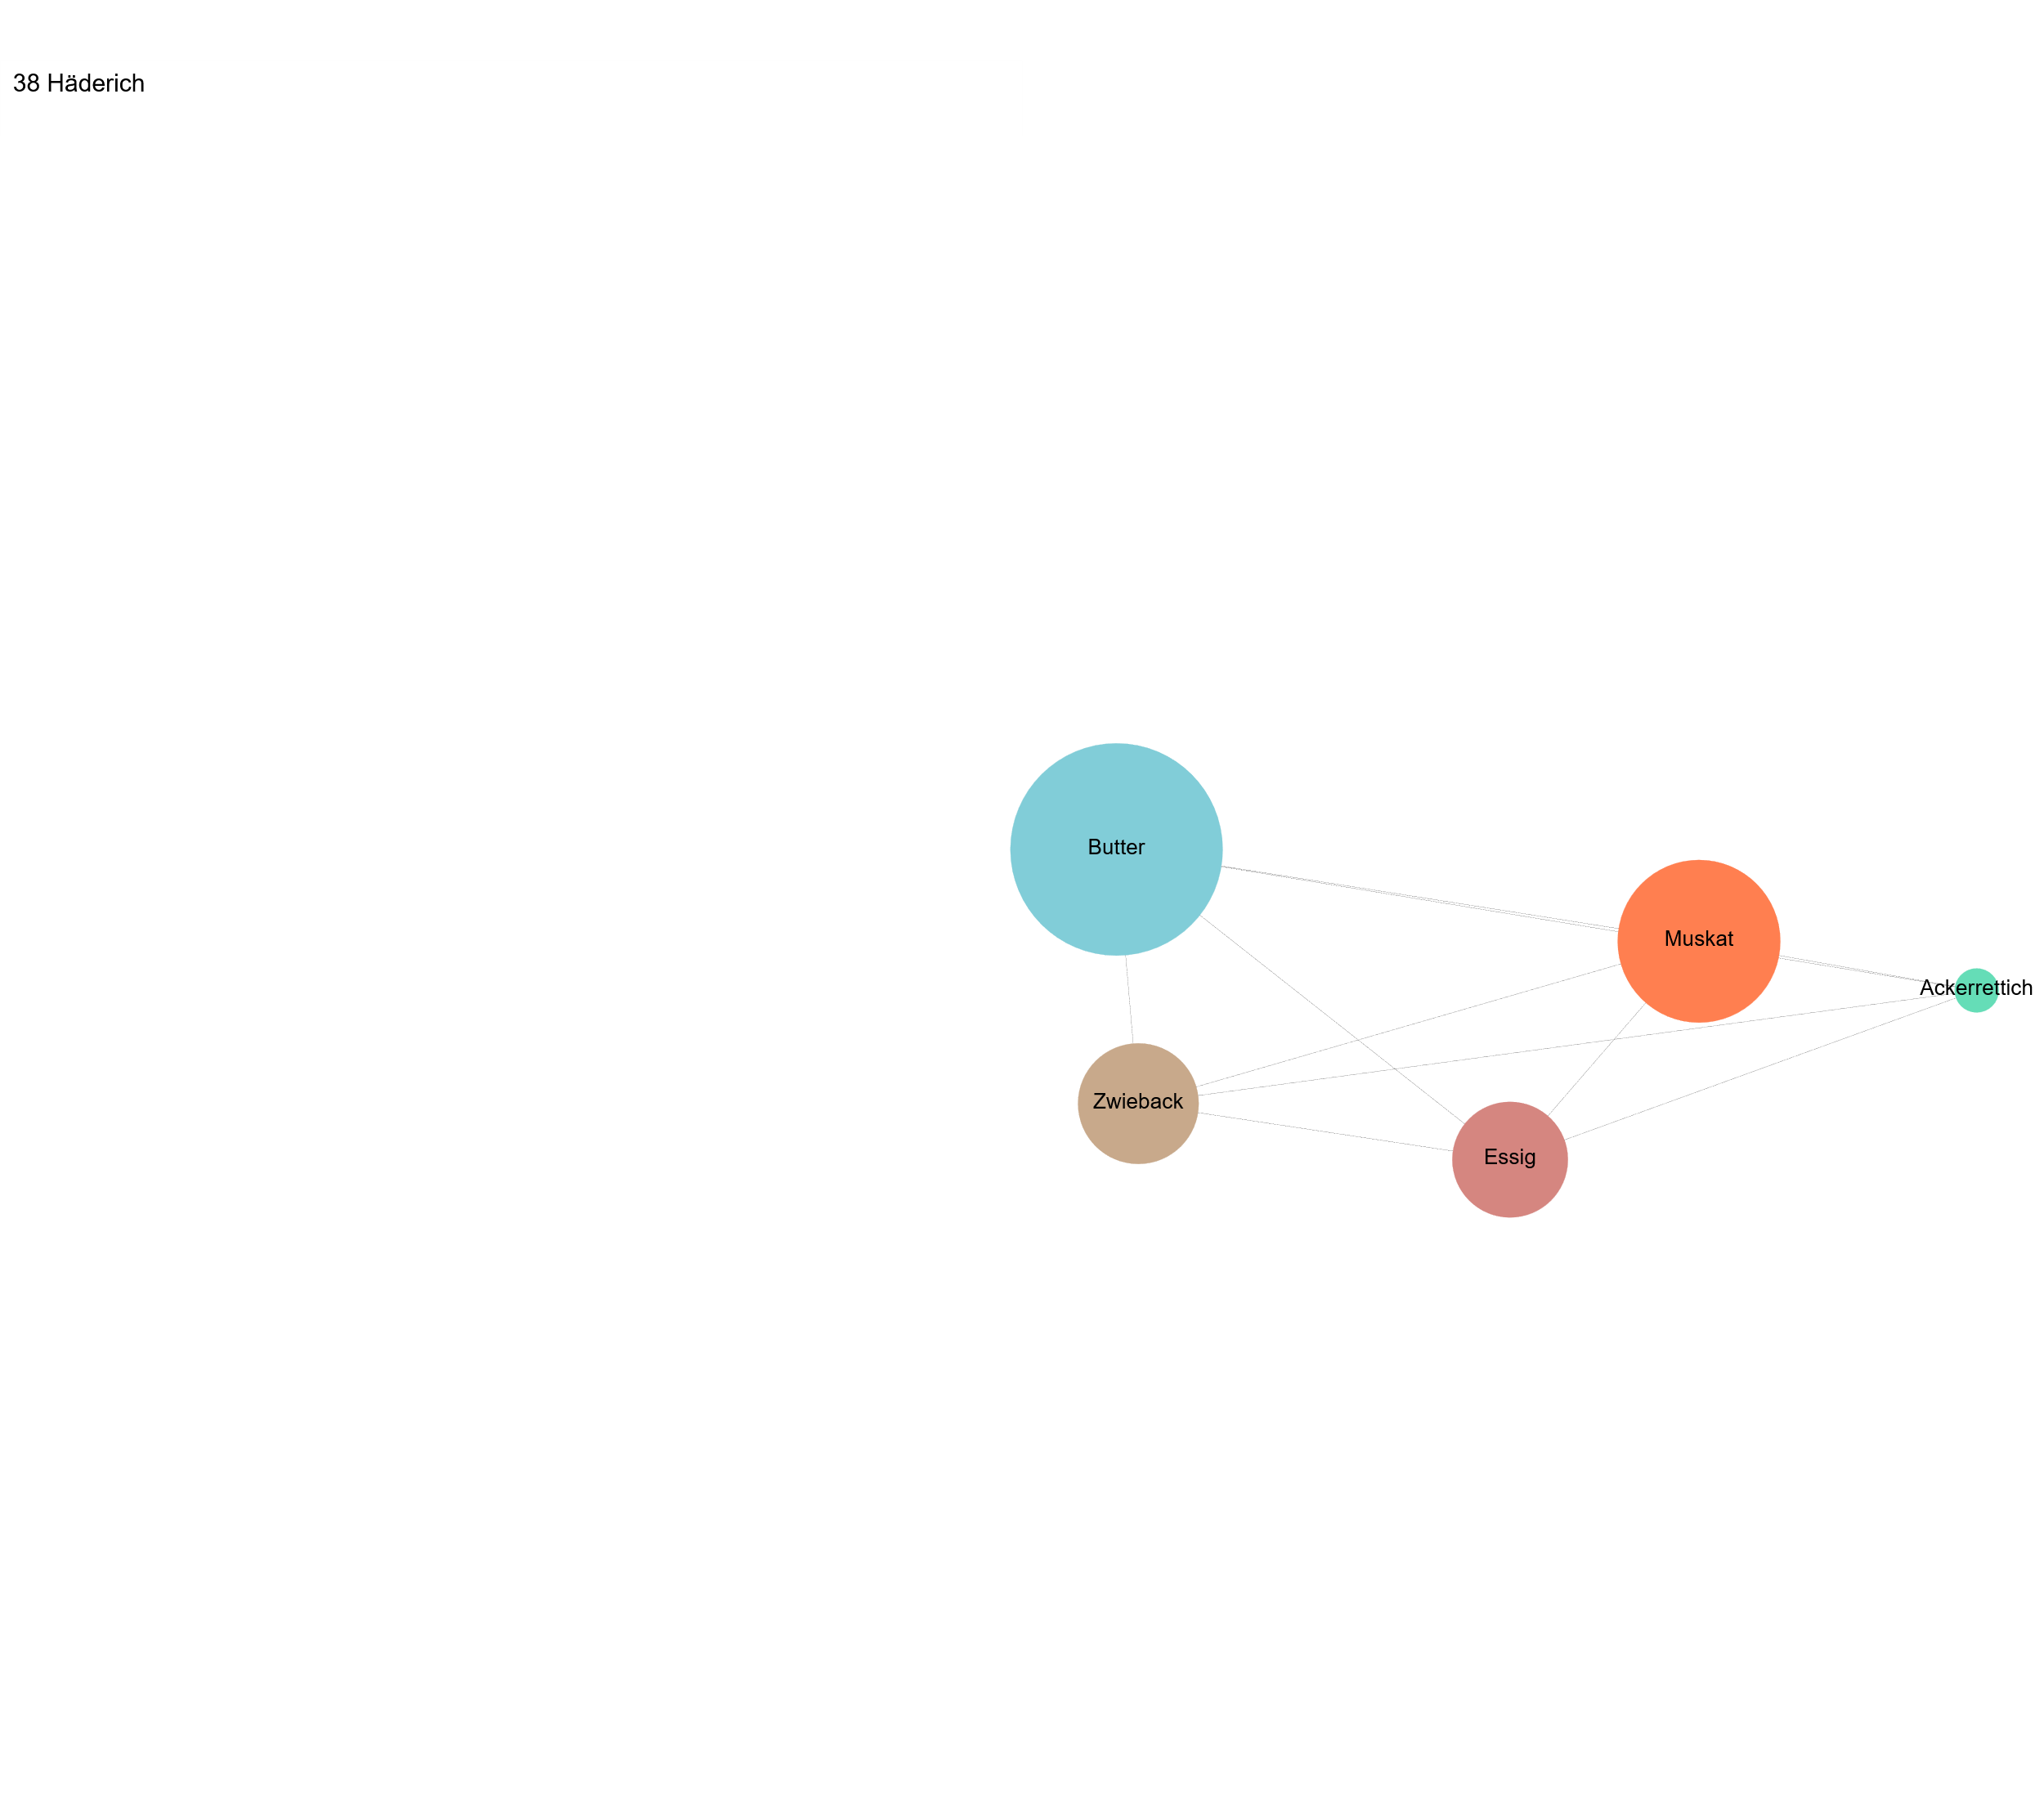 38 Häderich
Butter
Muskat
Ackerrettich
Zwieback
Essig